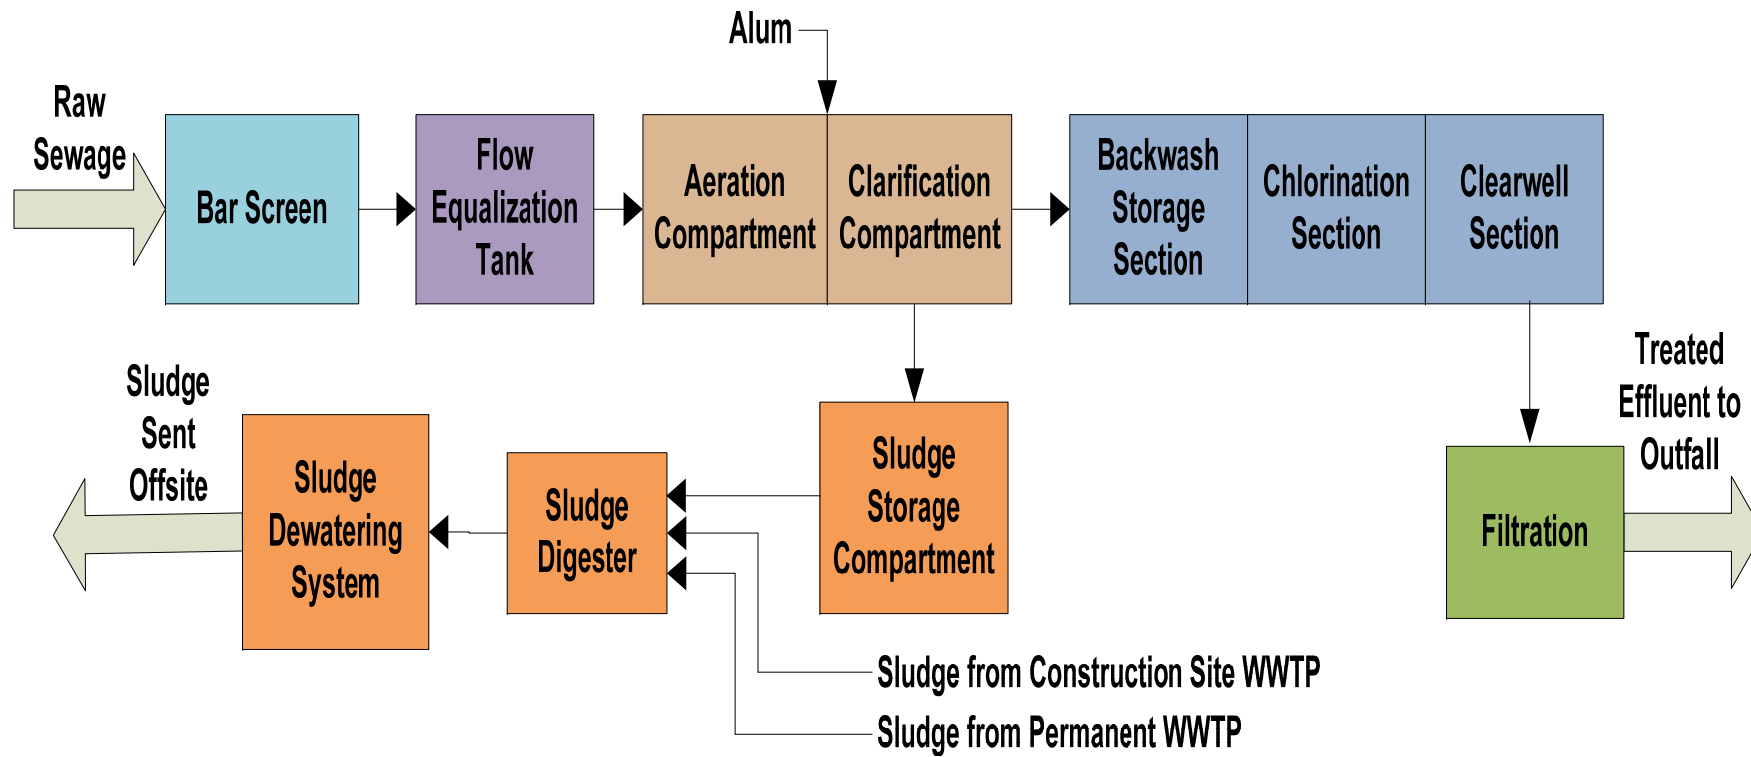 Alum
Raw
Sewage
Bar Screen
Flow
Equalization
Tank
Aeration
Compartment
Clarification
Compartment
Backwash
Storage
Section
Chlorination
Section
Clearwell
Section
Sludge
Sent
Offsite
Sludge
Dewatering
System
Sludge
Digester
Sludge
Storage
Compartment
Treated
Effluent to
Outfall
Filtration
Sludge from Construction Site WWTP
Sludge from Permanent WWTP